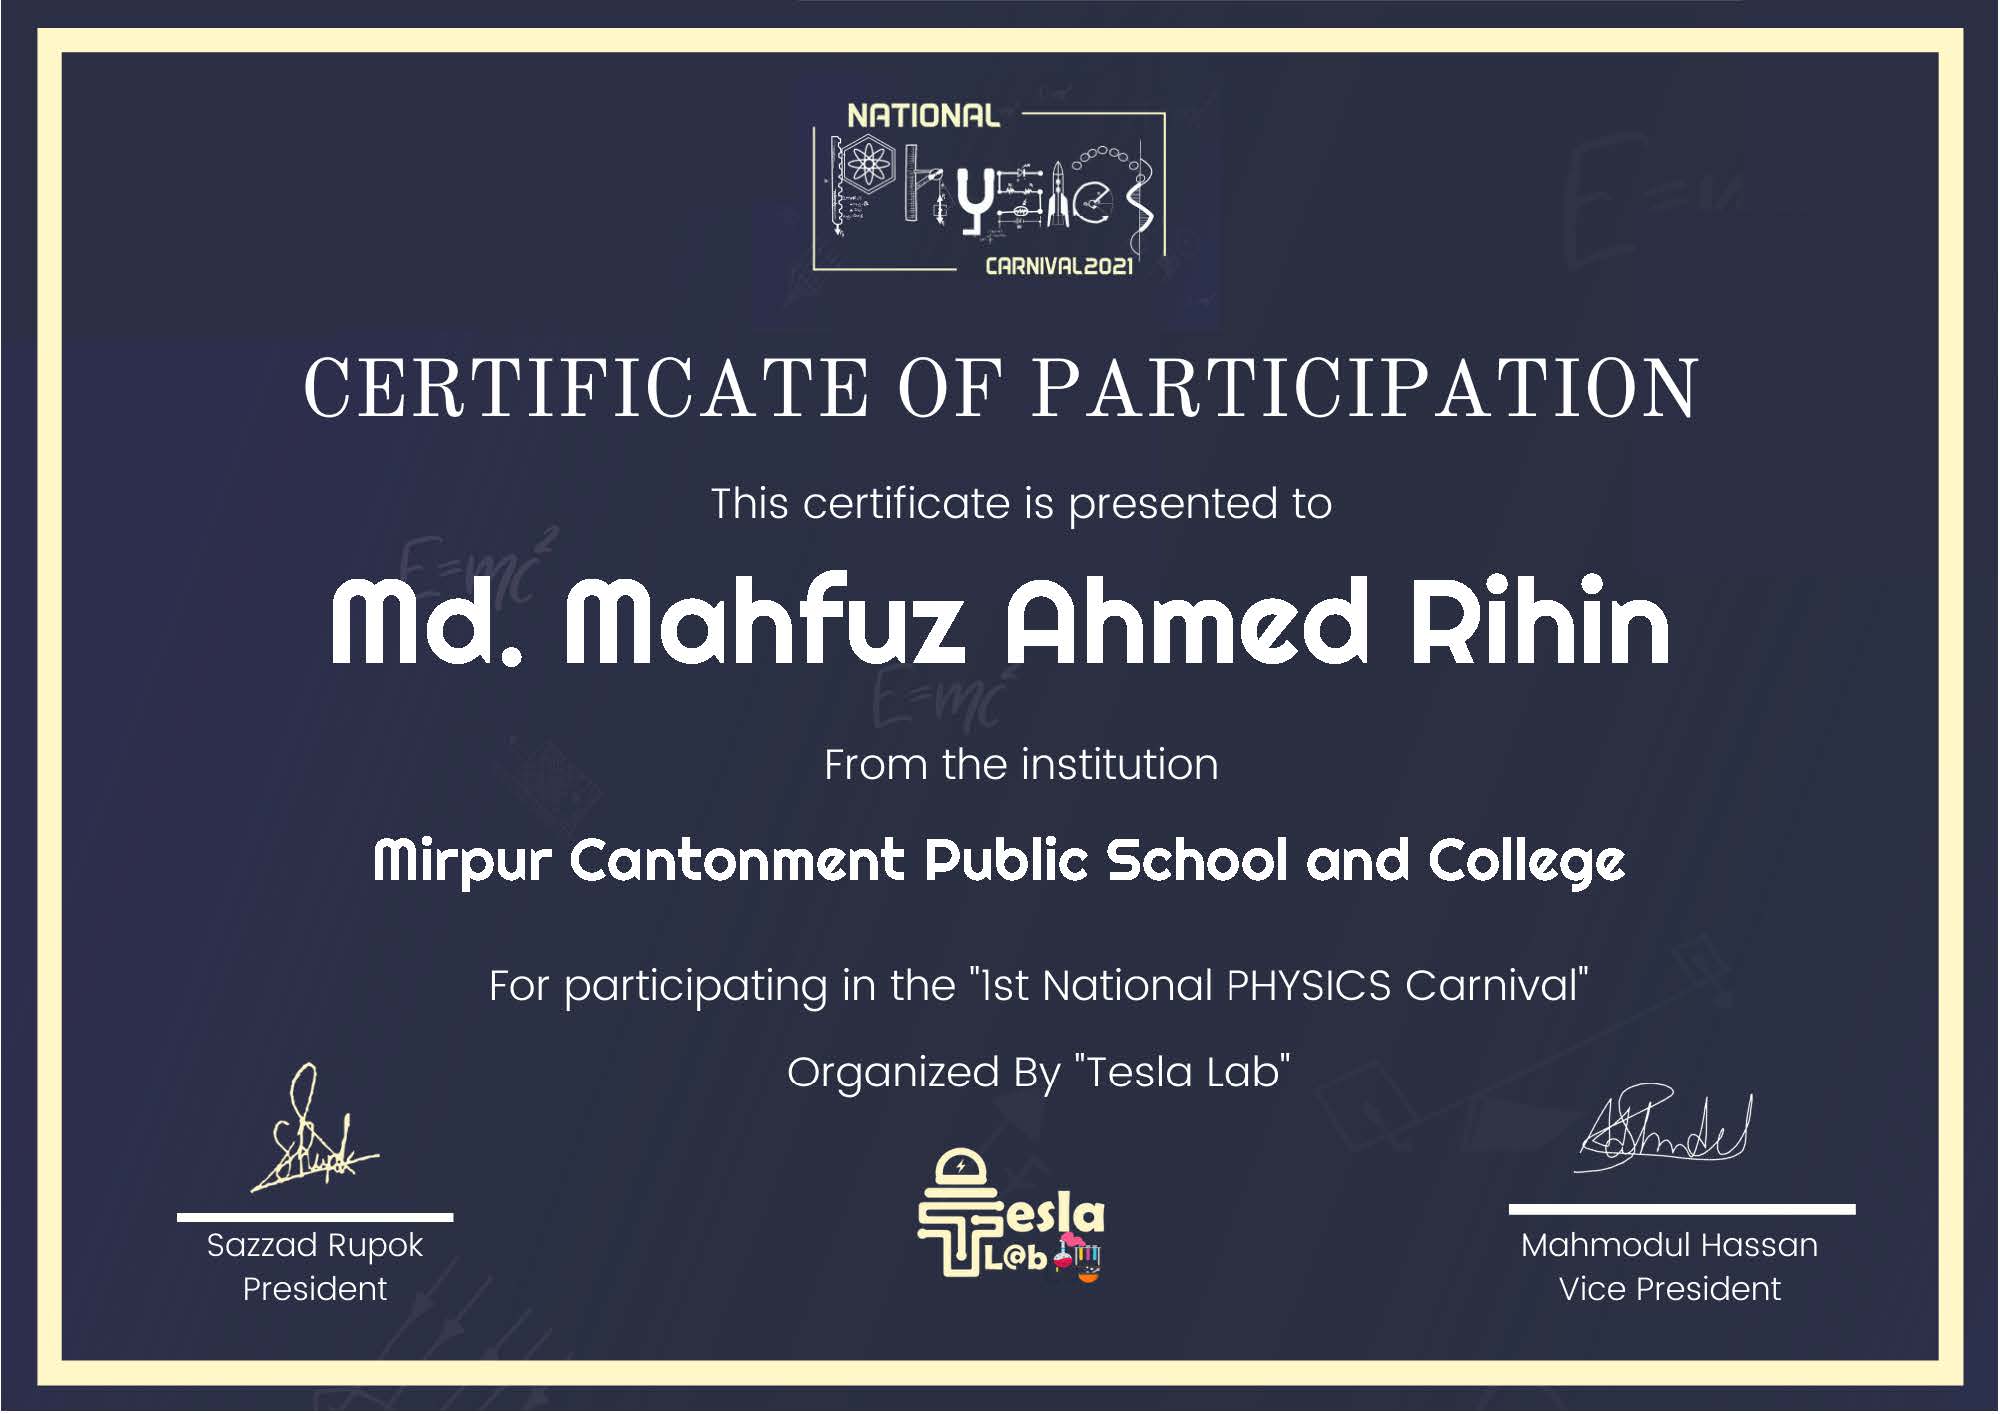 NATIONAL
Physics
CARNIVAL2021
CERTIFICATE OF PARTICIPATION
This certificate is presented to
Md. Mahfuz Ahmed Rihin
From the institution
Mirpur Cantonment Public School and College
For participating in the "1st National PHYSICS Carnival"
Organized By "Tesla Lab"
E=mc²
E=mc²
Tesla
L@b
Sazzad Rupok
President
Mahmodul Hassan
Vice President